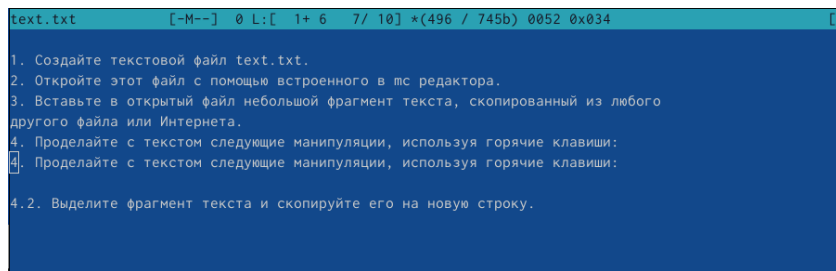 text.txt [-M--] 0 L:[ 1+ 6 7/ 10] *(496 / 745b) 0052 0x034 [
1. Создайте текстовой файл text.txt.
2. Откройте этот файл с помощью встроенного в mc редактора.
3. Вставьте в открытый файл небольшой фрагмент текста, скопированный из любого
другого файла или Интернета.
4. Проделайте с текстом следующие манипуляции, используя горячие клавиши:
4. Проделайте с текстом следующие манипуляции, используя горячие клавиши:
4.2. Выделите фрагмент текста и скопируйте его на новую строку.